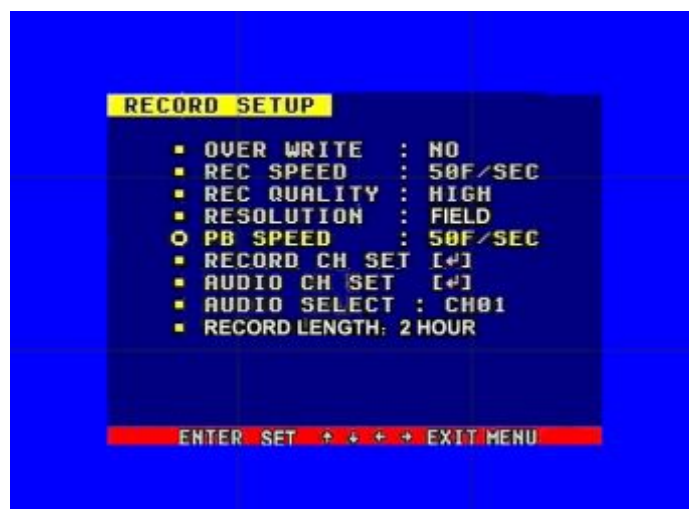 RECORD SETUP
OVER WRITE : NO
REC SPEED : 50F/SEC
REC QUALITY : HIGH
RESOLUTION : FIELD
PB SPEED : 50F/SEC
RECORD CH SET [↵]
AUDIO CH SET [↵]
AUDIO SELECT : CH01
RECORD LENGTH: 2 HOUR
ENTER SET ↑ ↓ ← → EXIT MENU